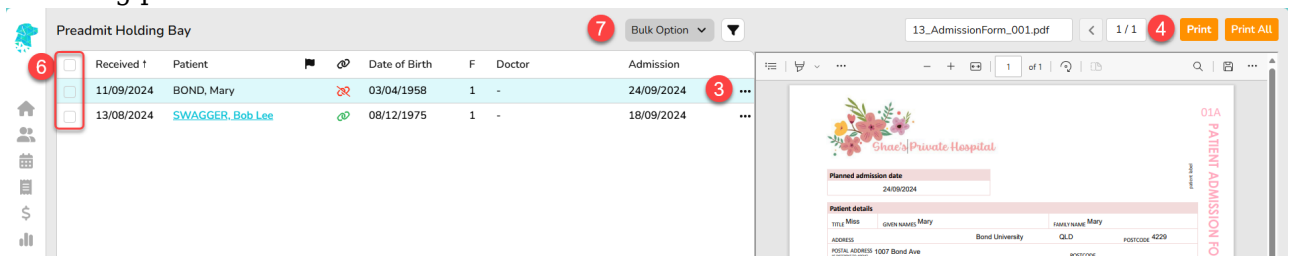 Preadmit Holding Bay
7
Bulk Option
13_AdmissionForm_001.pdf
1 / 1
4
Print
Print All
6
Received ↑ Patient Date of Birth F Doctor Admission
11/09/2024 BOND, Mary 03/04/1958 1 - 24/09/2024 3
13/08/2024 SWAGGER, Bob Lee 08/12/1975 1 - 18/09/2024
1 of 1
Shae's Private Hospital
01A PATIENT ADMISSION FO
patient label
Planned admission date
24/09/2024
Patient details
TITLE Miss GIVEN NAMES Mary FAMILY NAME Mary
ADDRESS Bond University QLD POSTCODE 4229
POSTAL ADDRESS 1007 Bond Ave
POSTCODE